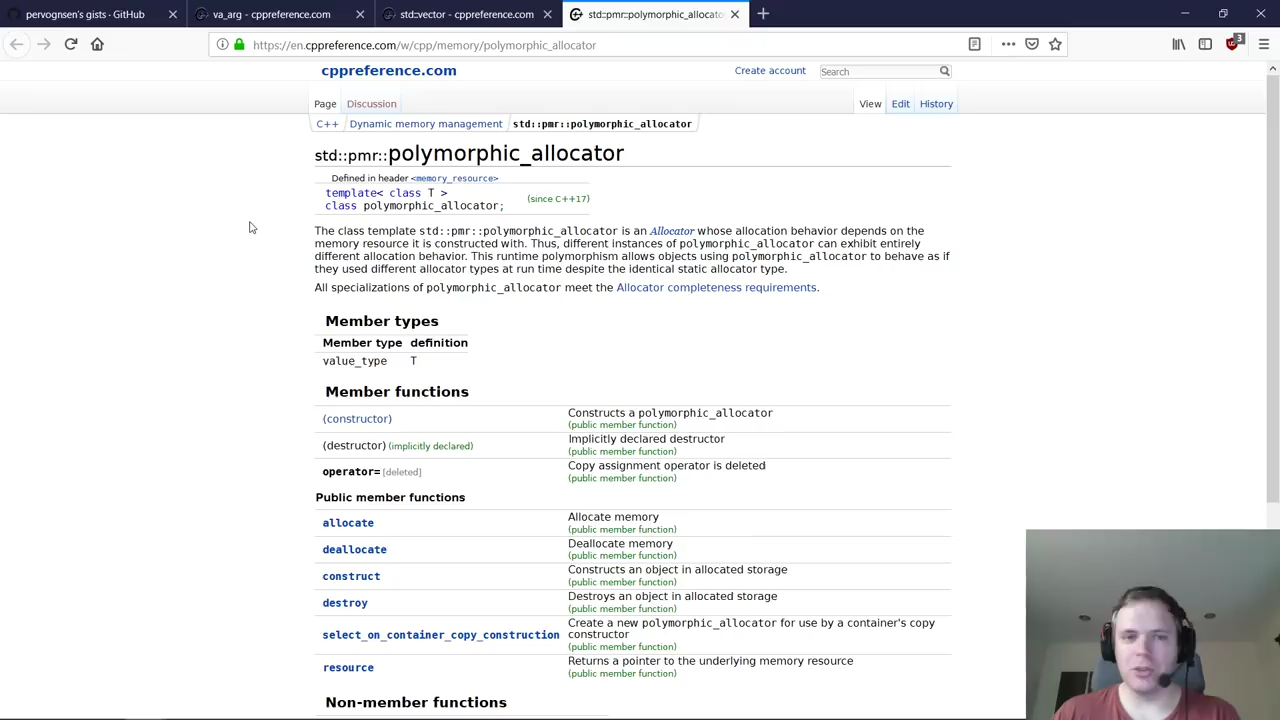 pervognsen's gists · GitHub
va_arg - cppreference.com
std::vector - cppreference.com
std::pmr::polymorphic_allocato
https://en.cppreference.com/w/cpp/memory/polymorphic_allocator
3
cppreference.com
Create account
Search
Page Discussion
View Edit History
C++ Dynamic memory management std::pmr::polymorphic_allocator
std::pmr::polymorphic_allocator
Defined in header <memory_resource>
template< class T >
class polymorphic_allocator;
(since C++17)
The class template std::pmr::polymorphic_allocator is an Allocator whose allocation behavior depends on the
memory resource it is constructed with. Thus, different instances of polymorphic_allocator can exhibit entirely
different allocation behavior. This runtime polymorphism allows objects using polymorphic_allocator to behave as if
they used different allocator types at run time despite the identical static allocator type.
All specializations of polymorphic_allocator meet the Allocator completeness requirements.
Member types
Member type definition
value_type T
Member functions
(constructor) Constructs a polymorphic_allocator
(public member function)
(destructor) (implicitly declared) Implicitly declared destructor
(public member function)
operator= [deleted] Copy assignment operator is deleted
(public member function)
Public member functions
allocate Allocate memory
(public member function)
deallocate Deallocate memory
(public member function)
construct Constructs an object in allocated storage
(public member function)
destroy Destroys an object in allocated storage
(public member function)
select_on_container_copy_construction Create a new polymorphic_allocator for use by a container's copy
constructor
(public member function)
resource Returns a pointer to the underlying memory resource
(public member function)
Non-member functions